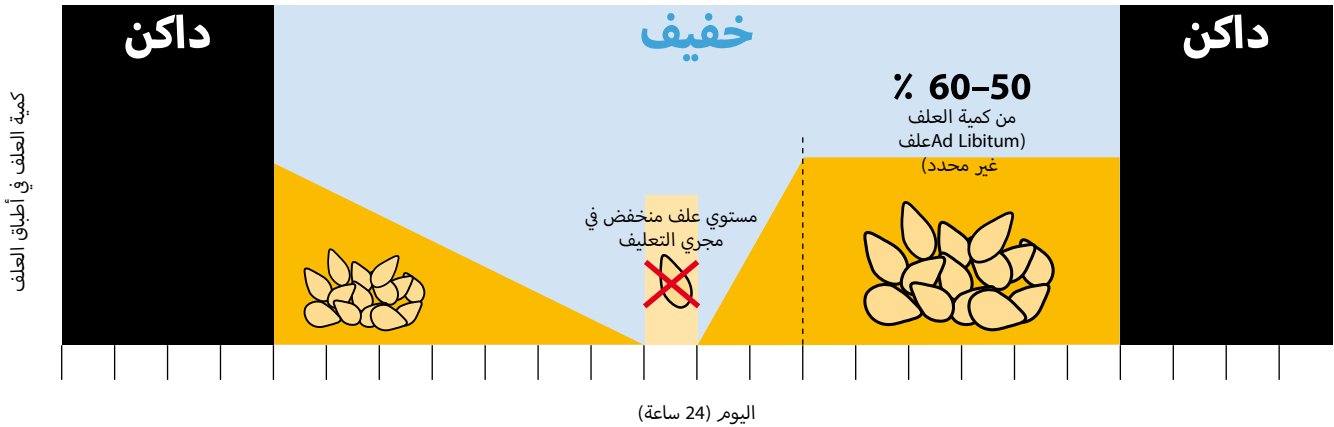 داكن
خفيف
داكن
50–60 ٪
من كمية العلف
(Ad Libitumعلف
غير محدد)
مستوي علف منخفض في
مجري التعليف
كمية العلف في أطباق العلف
اليوم (24 ساعة)